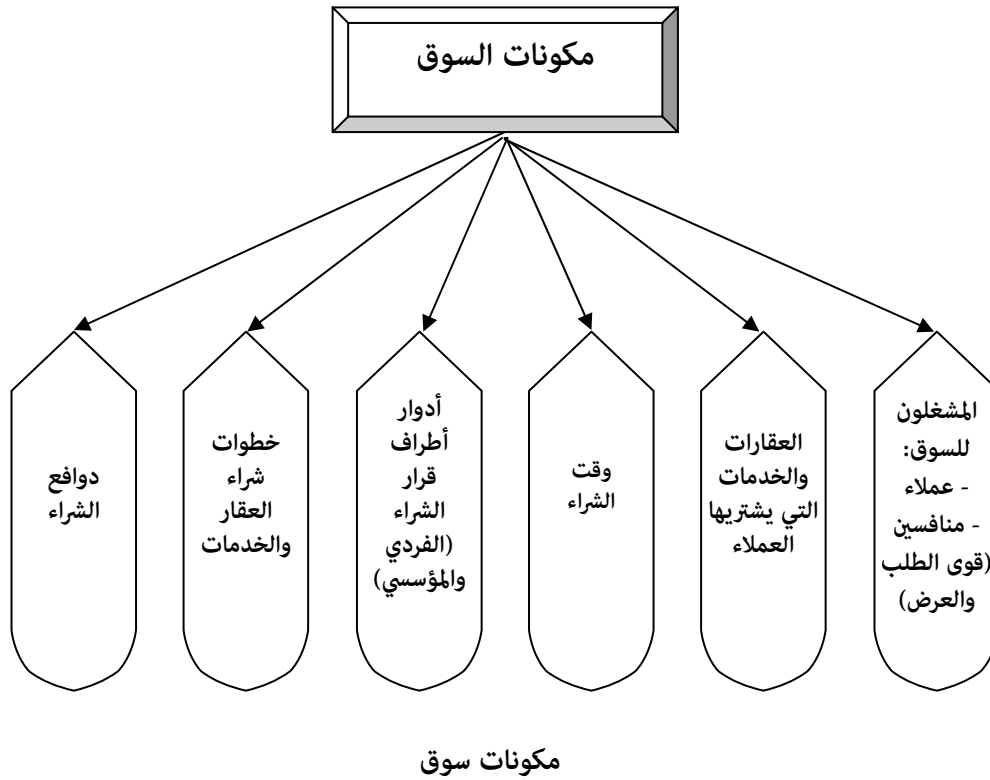 مكونات السوق
المشغلون
للسوق:
- عملاء
- منافسين
(قوى الطلب
والعرض)
العقارات
والخدمات
التي يشتريها
العملاء
وقت
الشراء
أدوار
أطراف
قرار
الشراء
(الفردي
والمؤسسي)
خطوات
شراء
العقار
والخدمات
دوافع
الشراء
مكونات سوق